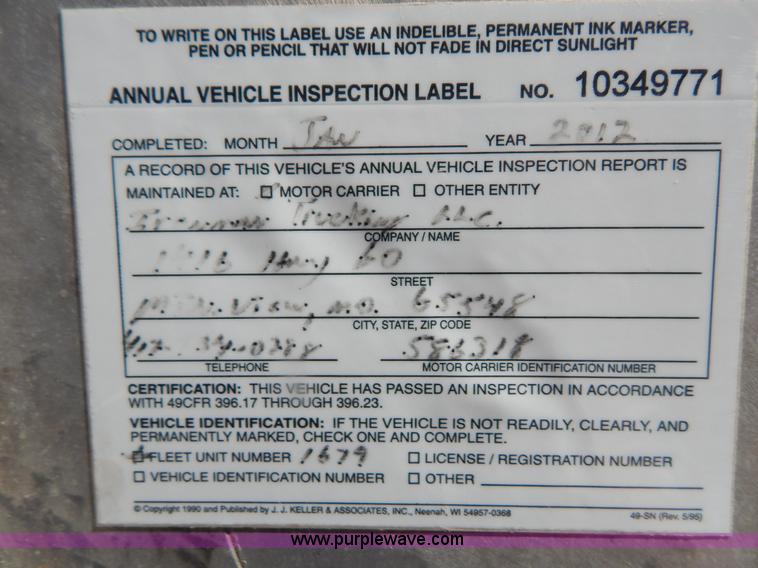 TO WRITE ON THIS LABEL USE AN INDELIBLE, PERMANENT INK MARKER,
PEN OR PENCIL THAT WILL NOT FADE IN DIRECT SUNLIGHT
ANNUAL VEHICLE INSPECTION LABEL NO. 10349771
COMPLETED: MONTH Jan YEAR 2012
A RECORD OF THIS VEHICLE'S ANNUAL VEHICLE INSPECTION REPORT IS
MAINTAINED AT: MOTOR CARRIER OTHER ENTITY
Trucking LLC.
COMPANY / NAME
Hwy 60
STREET
View, MO. 65548
CITY, STATE, ZIP CODE
586318
TELEPHONE MOTOR CARRIER IDENTIFICATION NUMBER
CERTIFICATION: THIS VEHICLE HAS PASSED AN INSPECTION IN ACCORDANCE
WITH 49CFR 396.17 THROUGH 396.23.
VEHICLE IDENTIFICATION: IF THE VEHICLE IS NOT READILY, CLEARLY, AND
PERMANENTLY MARKED, CHECK ONE AND COMPLETE.
FLEET UNIT NUMBER 1679 LICENSE / REGISTRATION NUMBER
VEHICLE IDENTIFICATION NUMBER OTHER
© Copyright 1990 and Published by J. J. KELLER & ASSOCIATES, INC., Neenah, WI 54957-0368 49-SN (Rev. 5/95)
www.purplewave.com